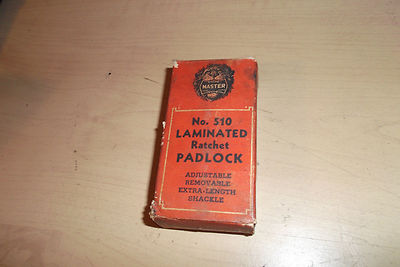 MASTER
No. 510
LAMINATED
Ratchet
PADLOCK
ADJUSTABLE
REMOVABLE
EXTRA-LENGTH
SHACKLE